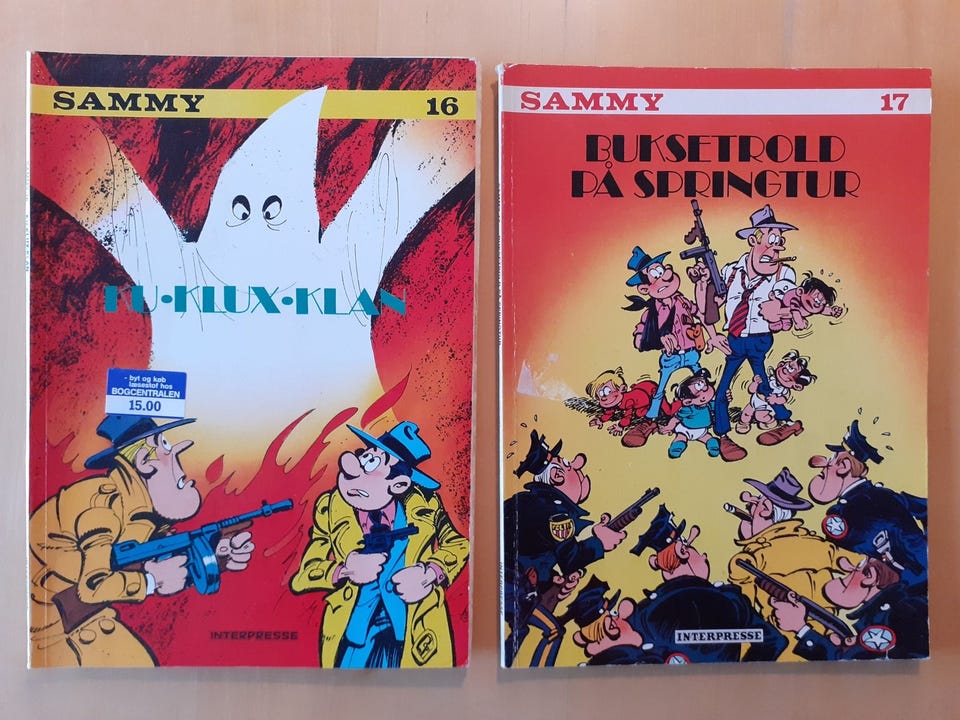 SAMMY 16
KU·KLUX·KLAN
- byt og køb
læsestof hos
BOGCENTRALEN
15.00
INTERPRESSE
SAMMY 17
BUKSETROLD
PÅ SPRINGTUR
INTERPRESSE